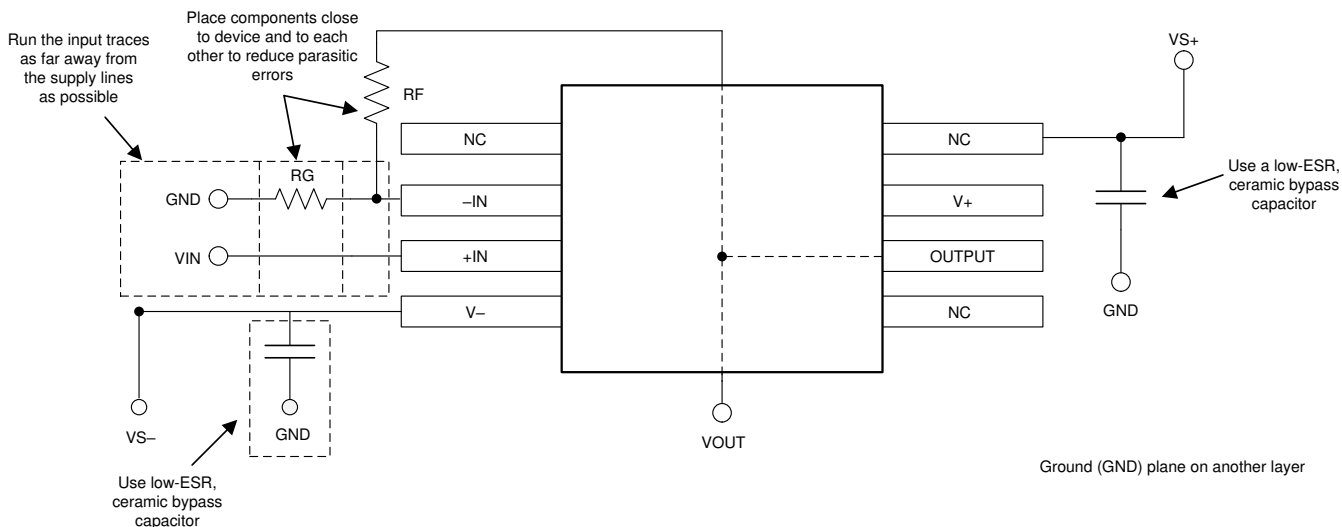 Run the input traces
as far away from
the supply lines
as possible
Place components close
to device and to each
other to reduce parasitic
errors
RF
RG
GND
VIN
NC
–IN
+IN
V–
NC
V+
OUTPUT
NC
VS+
Use a low-ESR,
ceramic bypass
capacitor
GND
VS–
GND
Use low-ESR,
ceramic bypass
capacitor
VOUT
Ground (GND) plane on another layer